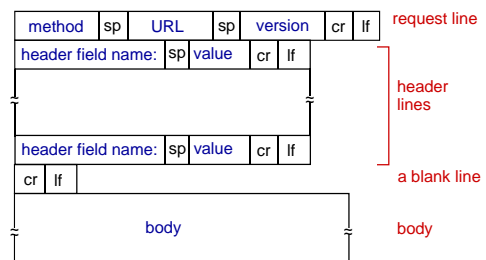 method sp URL sp version cr lf request line
header field name: sp value cr lf
header
lines
header field name: sp value cr lf
cr lf a blank line
body body